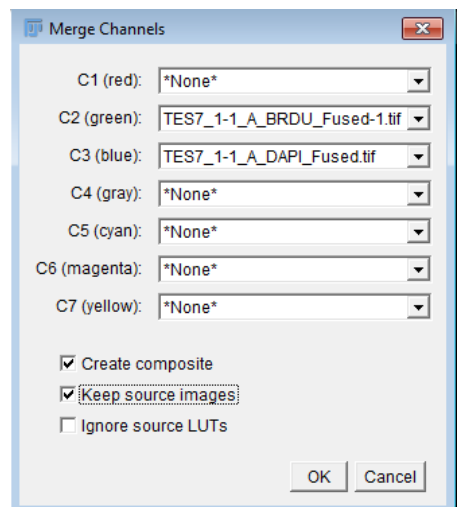 Merge Channels
C1 (red): *None*
C2 (green): TES7_1-1_A_BRDU_Fused-1.tif
C3 (blue): TES7_1-1_A_DAPI_Fused.tif
C4 (gray): *None*
C5 (cyan): *None*
C6 (magenta): *None*
C7 (yellow): *None*
Create composite
Keep source images
Ignore source LUTs
OK Cancel